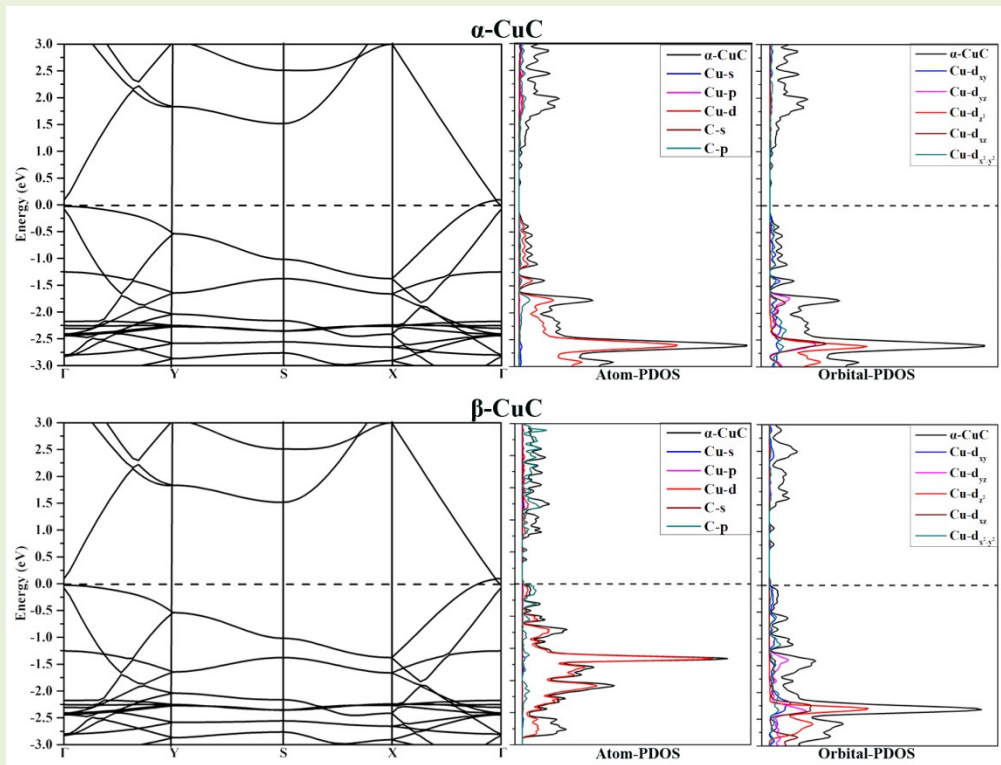 α-CuC
Energy (eV)
3.0
2.5
2.0
1.5
1.0
0.5
0.0
-0.5
-1.0
-1.5
-2.0
-2.5
-3.0
Γ Y S X Γ
α-CuC
Cu-s
Cu-p
Cu-d
C-s
C-p
Atom-PDOS
α-CuC
Cu-dxy
Cu-dyz
Cu-dz²
Cu-dxz
Cu-dx²-y²
Orbital-PDOS
β-CuC
Energy (eV)
3.0
2.5
2.0
1.5
1.0
0.5
0.0
-0.5
-1.0
-1.5
-2.0
-2.5
-3.0
Γ Y S X Γ
α-CuC
Cu-s
Cu-p
Cu-d
C-s
C-p
Atom-PDOS
α-CuC
Cu-dxy
Cu-dyz
Cu-dz²
Cu-dxz
Cu-dx²-y²
Orbital-PDOS